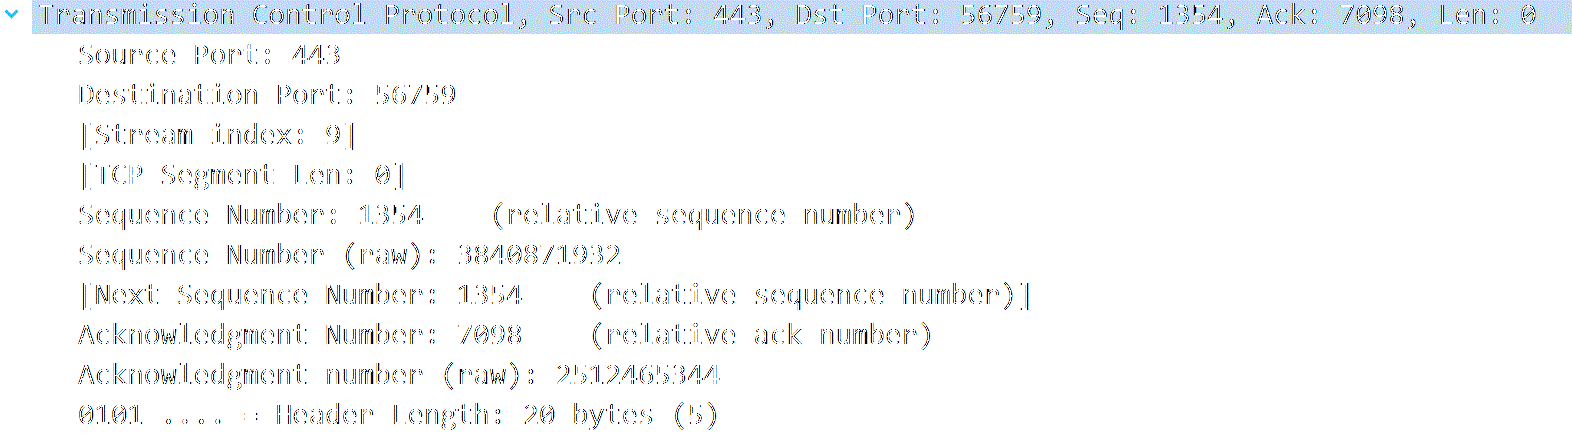 Transmission Control Protocol, Src Port: 443, Dst Port: 56759, Seq: 1354, Ack: 7098, Len: 0
Source Port: 443
Destination Port: 56759
[Stream index: 9]
[TCP Segment Len: 0]
Sequence Number: 1354    (relative sequence number)
Sequence Number (raw): 3840871932
[Next Sequence Number: 1354    (relative sequence number)]
Acknowledgment Number: 7098    (relative ack number)
Acknowledgment number (raw): 2512465344
0101 .... = Header Length: 20 bytes (5)